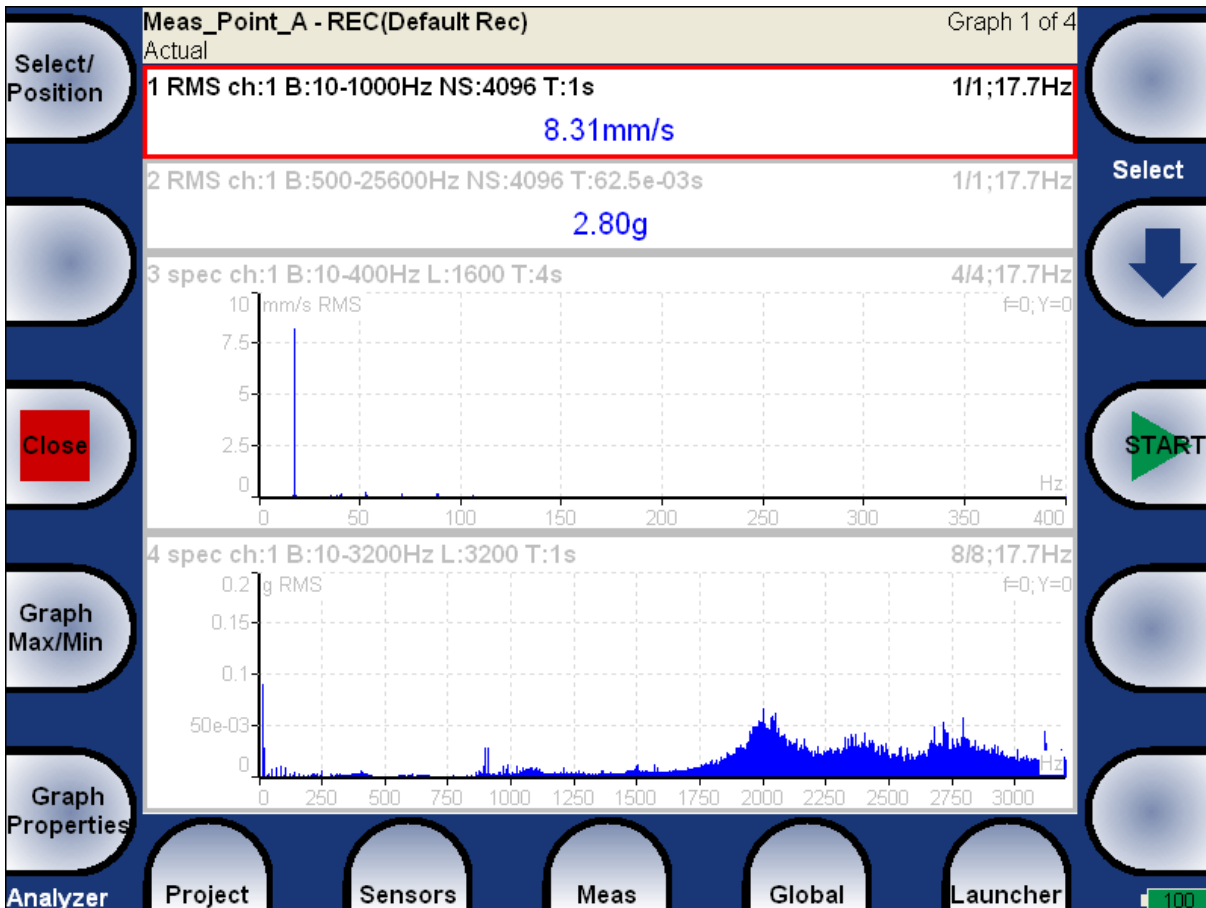 Meas_Point_A - REC(Default Rec)
Graph 1 of 4
Actual
Select/
Position
1 RMS ch:1 B:10-1000Hz NS:4096 T:1s
1/1;17.7Hz
8.31mm/s
Select
2 RMS ch:1 B:500-25600Hz NS:4096 T:62.5e-03s
1/1;17.7Hz
2.80g
3 spec ch:1 B:10-400Hz L:1600 T:4s
4/4;17.7Hz
10
mm/s RMS
f=0;Y=0
7.5
5
2.5
0
Hz
0 50 100 150 200 250 300 350 400
Close
START
4 spec ch:1 B:10-3200Hz L:3200 T:1s
8/8;17.7Hz
0.2
g RMS
f=0;Y=0
0.15
0.1
50e-03
0
Hz
0 250 500 750 1000 1250 1500 1750 2000 2250 2500 2750 3000
Graph
Max/Min
Graph
Properties
Analyzer
Project
Sensors
Meas
Global
Launcher
100